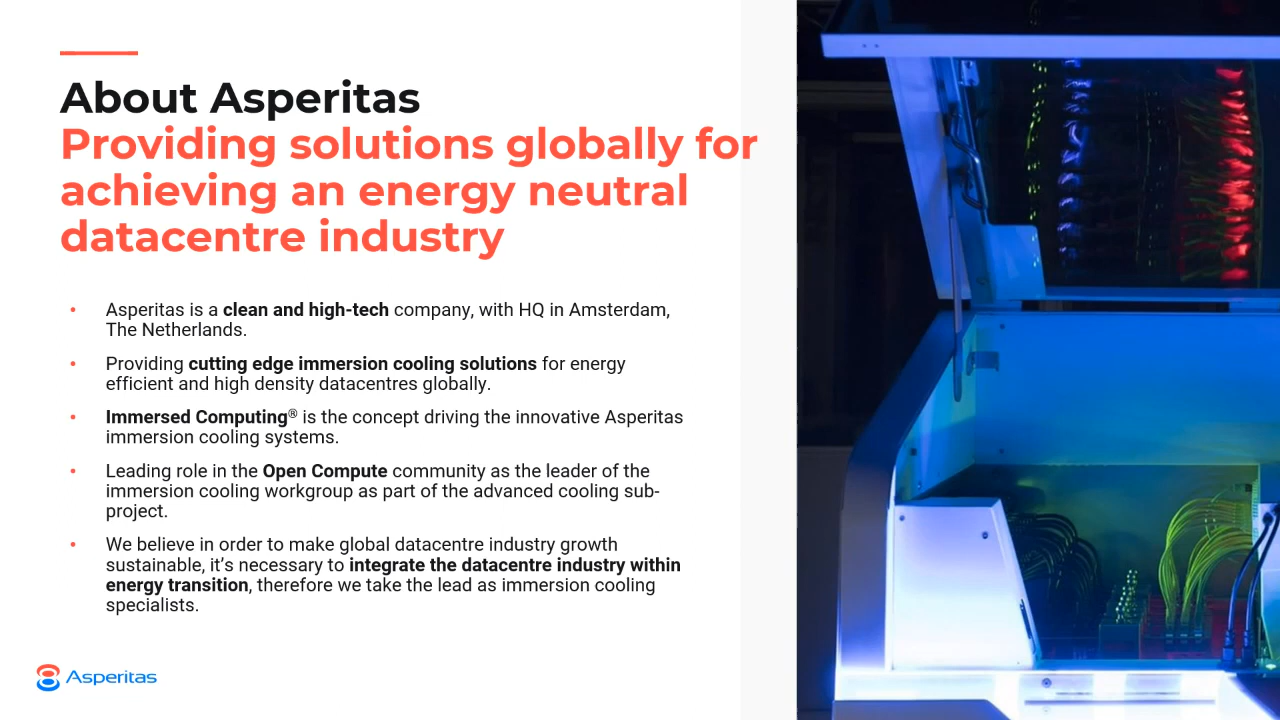 About Asperitas
Providing solutions globally for
achieving an energy neutral
datacentre industry
• Asperitas is a clean and high-tech company, with HQ in Amsterdam,
The Netherlands.
• Providing cutting edge immersion cooling solutions for energy
efficient and high density datacentres globally.
• Immersed Computing® is the concept driving the innovative Asperitas
immersion cooling systems.
• Leading role in the Open Compute community as the leader of the
immersion cooling workgroup as part of the advanced cooling sub-
project.
• We believe in order to make global datacentre industry growth
sustainable, it's necessary to integrate the datacentre industry within
energy transition, therefore we take the lead as immersion cooling
specialists.
Asperitas